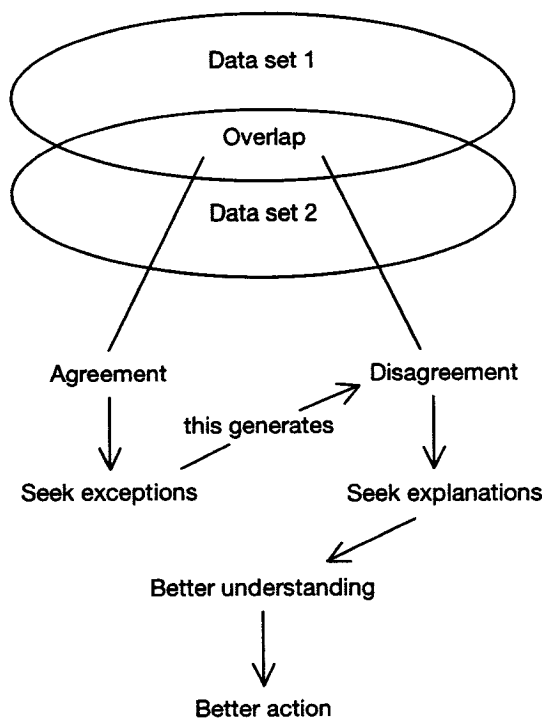 Data set 1
Overlap
Data set 2
Agreement
Disagreement
this generates
Seek exceptions
Seek explanations
Better understanding
Better action